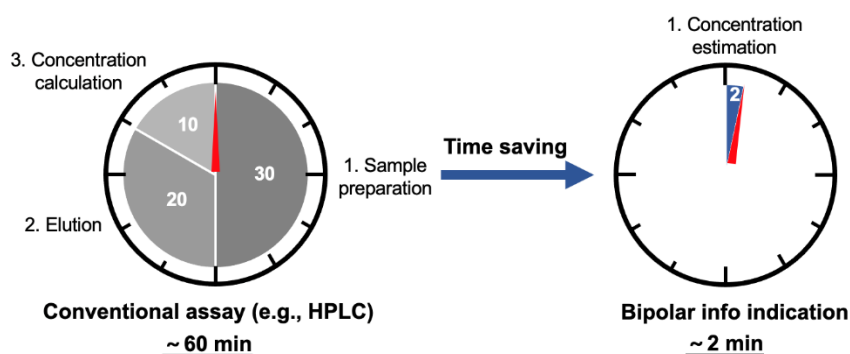 3. Concentration
calculation
10
30
20
2. Elution
1. Sample
preparation
Conventional assay (e.g., HPLC)
~ 60 min
Time saving
1. Concentration
estimation
2
Bipolar info indication
~ 2 min